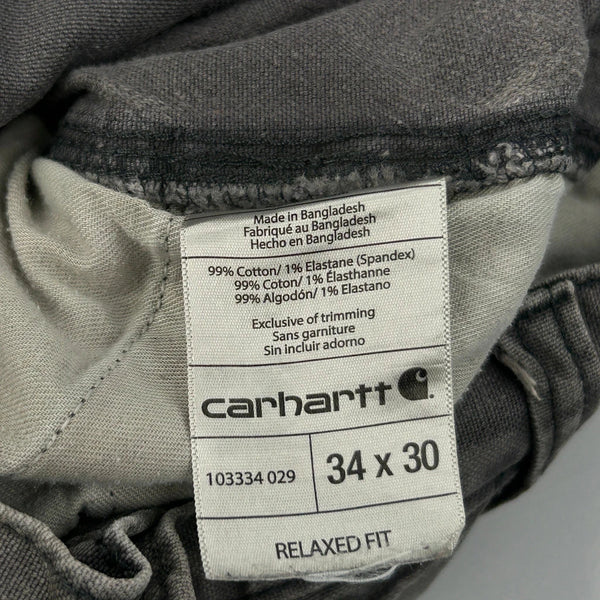 Made in Bangladesh
Fabriqué au Bangladesh
Hecho en Bangladesh
99% Cotton/ 1% Elastane (Spandex)
99% Coton/ 1% Élasthanne
99% Algodón/ 1% Elastano
Exclusive of trimming
Sans garniture
Sin incluir adorno
carhartt
103334 029
34 x 30
RELAXED FIT